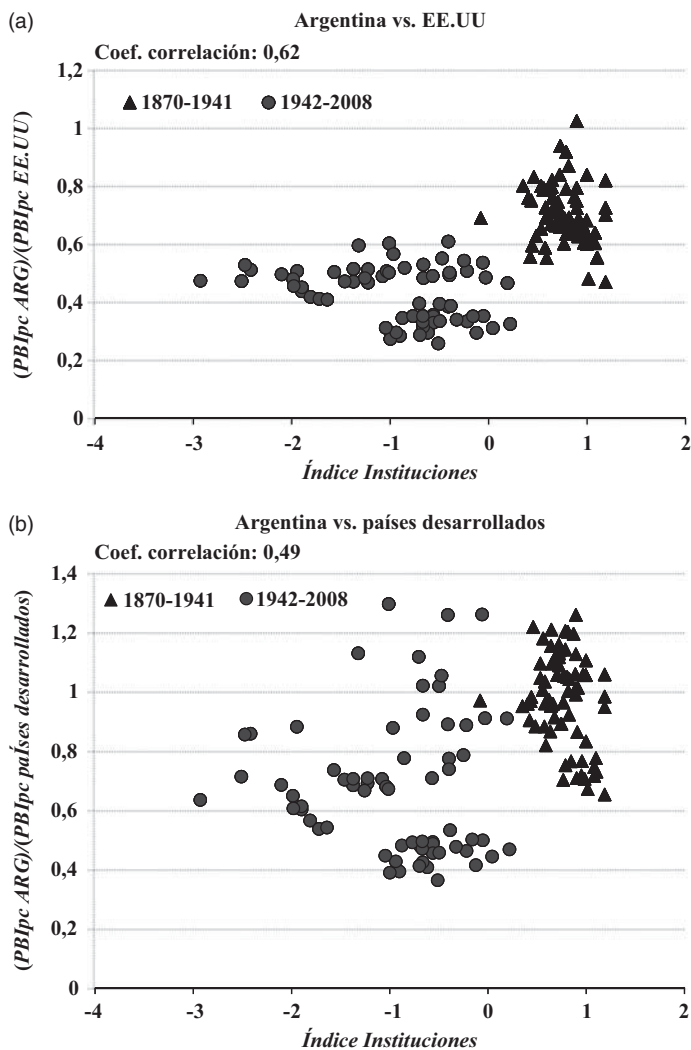 (a)
Argentina vs. EE.UU
Coef. correlación: 0,62
1,2
1870-1941 1942-2008
1
0,8
0,6
0,4
0,2
0
(PBIpc ARG)/(PBIpc EE.UU)
-4 -3 -2 -1 0 1 2
Índice Instituciones
(b)
Argentina vs. países desarrollados
Coef. correlación: 0,49
1,4
1870-1941 1942-2008
1,2
1
0,8
0,6
0,4
0,2
0
(PBIpc ARG)/(PBIpc países desarrollados)
-4 -3 -2 -1 0 1 2
Índice Instituciones